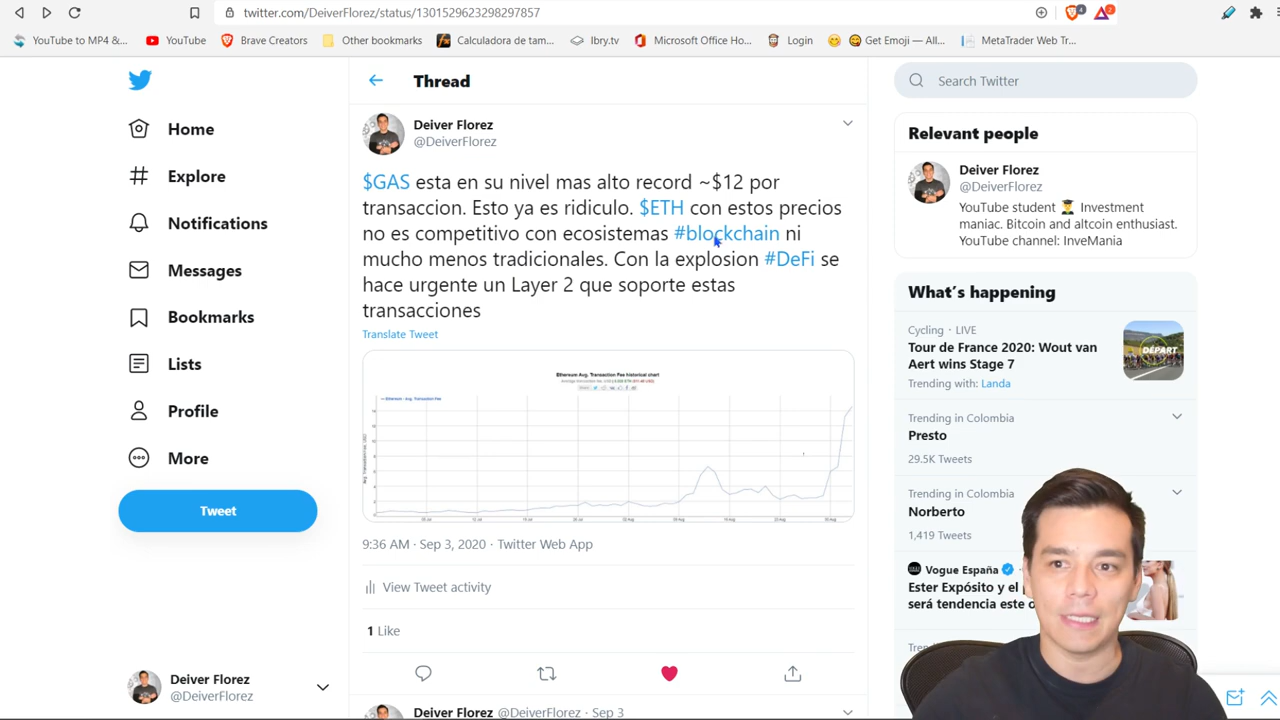 twitter.com/DeiverFlorez/status/1301529623298297857
4
2
YouTube to MP4 &...
YouTube
Brave Creators
Other bookmarks
Calculadora de tam...
lbry.tv
Microsoft Office Ho...
Login
Get Emoji — All...
MetaTrader Web Tr...
Home
Explore
Notifications
Messages
Bookmarks
Lists
Profile
More
Tweet
Deiver Florez
@DeiverFlorez
Thread
Deiver Florez
@DeiverFlorez
$GAS esta en su nivel mas alto record ~$12 por
transaccion. Esto ya es ridiculo. $ETH con estos precios
no es competitivo con ecosistemas #blockchain ni
mucho menos tradicionales. Con la explosion #DeFi se
hace urgente un Layer 2 que soporte estas
transacciones
Translate Tweet
Ethereum Avg. Transaction Fee historical chart
9:36 AM · Sep 3, 2020 · Twitter Web App
View Tweet activity
1 Like
Deiver Florez @DeiverFlorez · Sep 3
Search Twitter
Relevant people
Deiver Florez
@DeiverFlorez
YouTube student Investment
maniac. Bitcoin and altcoin enthusiast.
YouTube channel: InveMania
What's happening
Cycling · LIVE
Tour de France 2020: Wout van
Aert wins Stage 7
Trending with: Landa
DÉPART
Trending in Colombia
Presto
29.5K Tweets
Trending in Colombia
Norberto
1,419 Tweets
Vogue España
Ester Expósito y el
será tendencia este